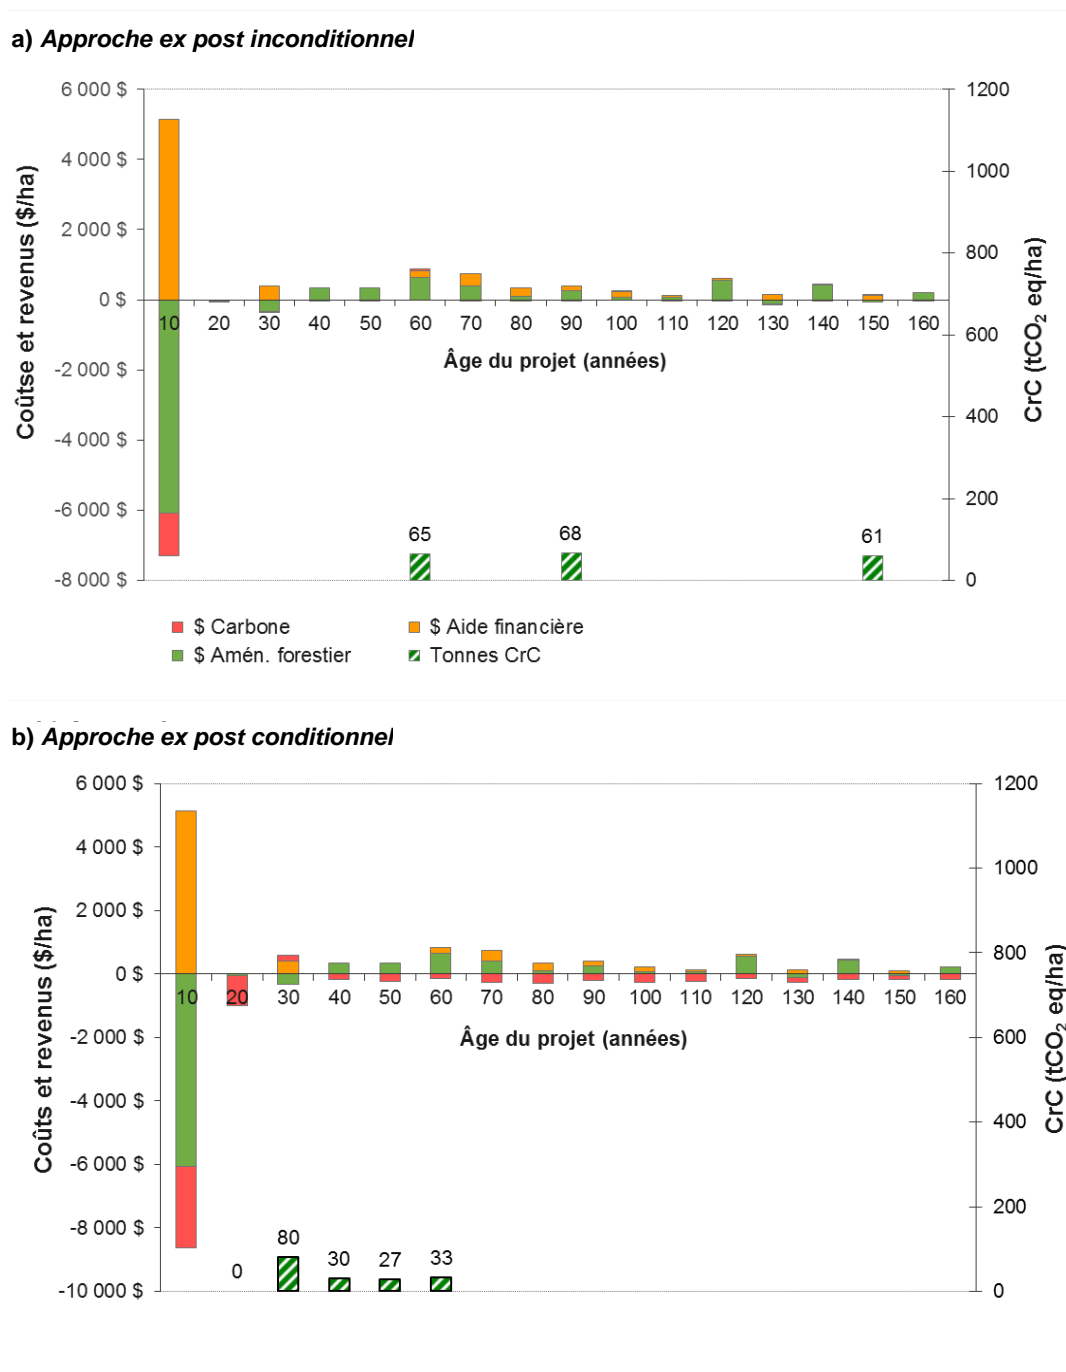 a) Approche ex post inconditionnel
6 000 $
4 000 $
2 000 $
0 $
-2 000 $
-4 000 $
-6 000 $
-8 000 $
Coûtse et revenus ($/ha)
1200
1000
800
600
400
200
0
CrC (tCO₂ eq/ha)
10 20 30 40 50 60 70 80 90 100 110 120 130 140 150 160
Âge du projet (années)
65 68 61
$ Carbone $ Aide financière
$ Amén. forestier Tonnes CrC
b) Approche ex post conditionnel
6 000 $
4 000 $
2 000 $
0 $
-2 000 $
-4 000 $
-6 000 $
-8 000 $
-10 000 $
Coûts et revenus ($/ha)
1200
1000
800
600
400
200
0
CrC (tCO₂ eq/ha)
10 20 30 40 50 60 70 80 90 100 110 120 130 140 150 160
Âge du projet (années)
0 80 30 27 33